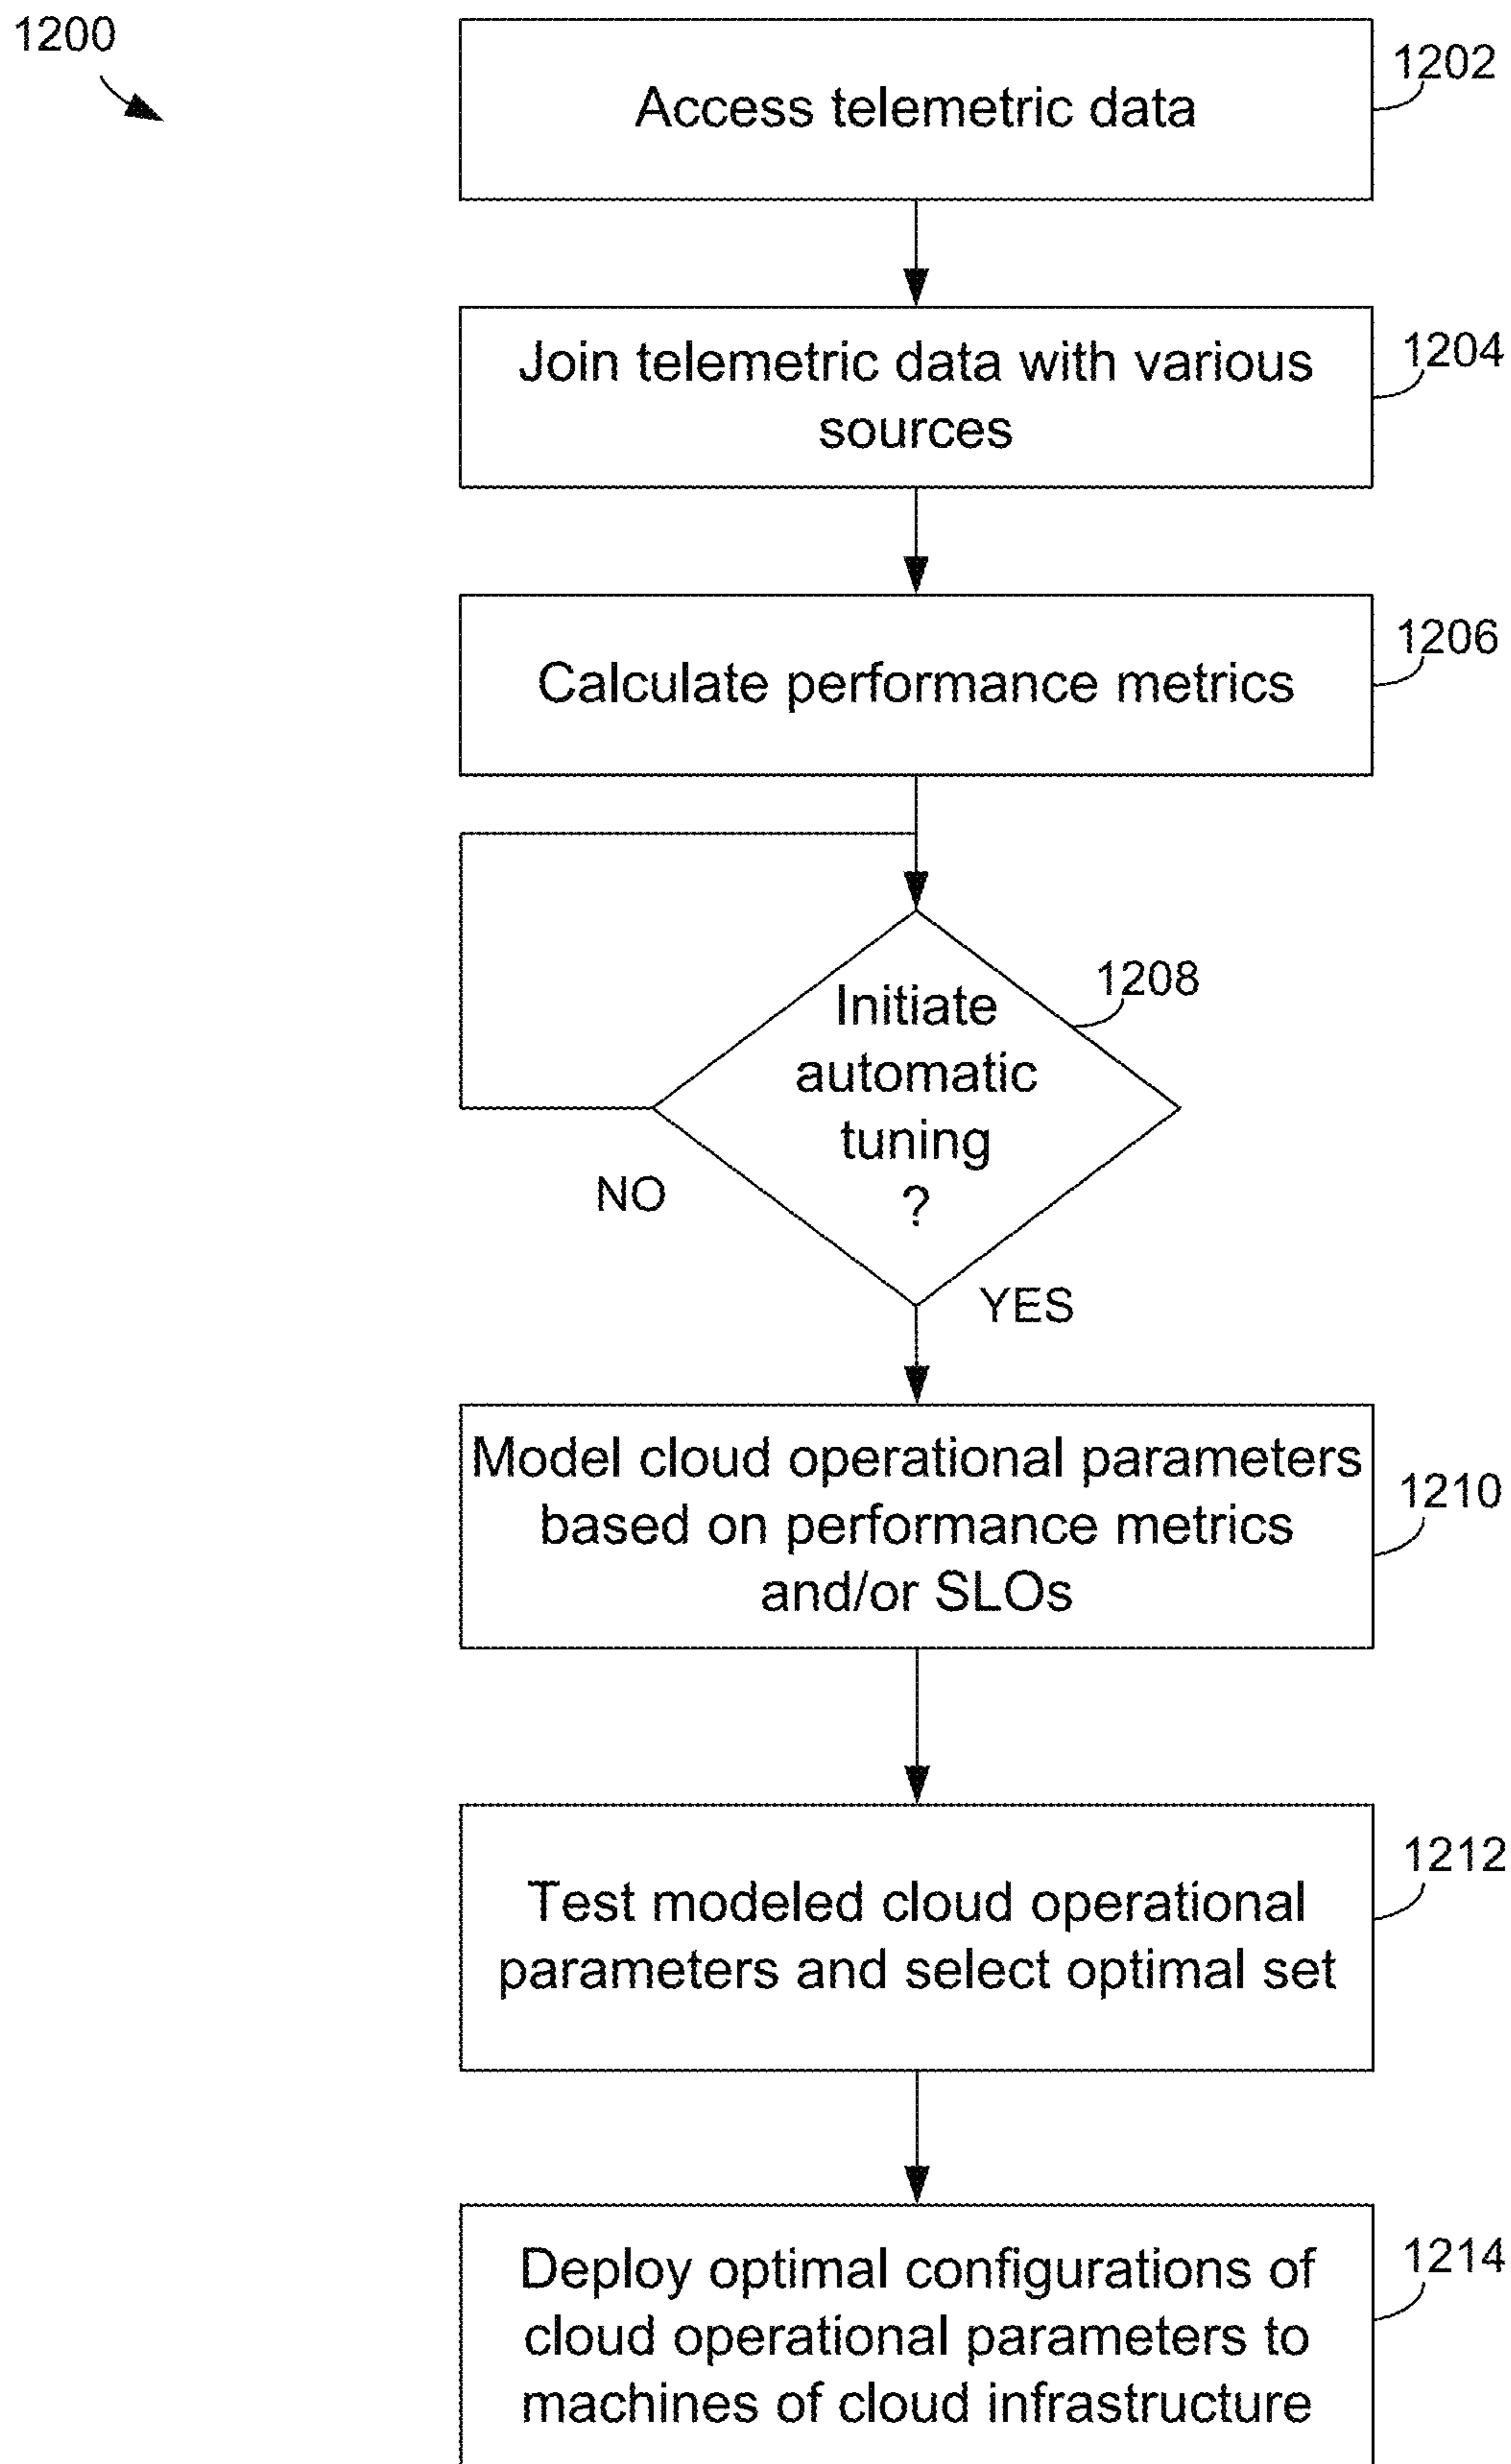 1200
Access telemetric data
1202
Join telemetric data with various
sources
1204
Calculate performance metrics
1206
Initiate
automatic
tuning
?
1208
NO
YES
Model cloud operational parameters
based on performance metrics
and/or SLOs
1210
Test modeled cloud operational
parameters and select optimal set
1212
Deploy optimal configurations of
cloud operational parameters to
machines of cloud infrastructure
1214